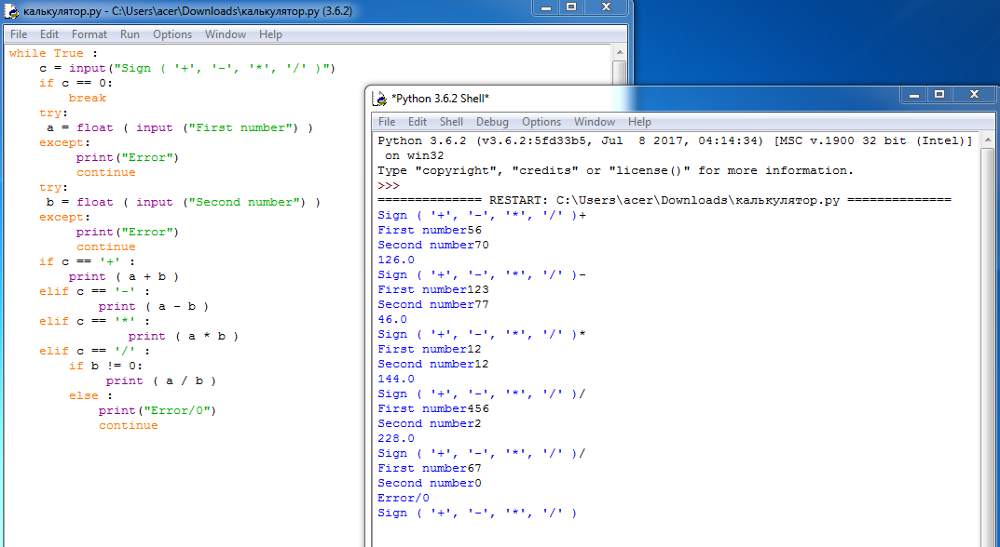 калькулятор.py - C:\Users\acer\Downloads\калькулятор.py (3.6.2)
File Edit Format Run Options Window Help
while True :
    c = input("Sign ( '+', '-', '*', '/' )")
    if c == 0:
        break
    try:
     a = float ( input ("First number") )
    except:
         print("Error")
         continue
    try:
     b = float ( input ("Second number") )
    except:
         print("Error")
         continue
    if c == '+' :
        print ( a + b )
    elif c == '-' :
            print ( a - b )
    elif c == '*' :
                print ( a * b )
    elif c == '/' :
        if b != 0:
             print ( a / b )
        else :
            print("Error/0")
            continue
*Python 3.6.2 Shell*
File Edit Shell Debug Options Window Help
Python 3.6.2 (v3.6.2:5fd33b5, Jul  8 2017, 04:14:34) [MSC v.1900 32 bit (Intel)]
 on win32
Type "copyright", "credits" or "license()" for more information.
>>>
============== RESTART: C:\Users\acer\Downloads\калькулятор.py ==============
Sign ( '+', '-', '*', '/' )+
First number56
Second number70
126.0
Sign ( '+', '-', '*', '/' )-
First number123
Second number77
46.0
Sign ( '+', '-', '*', '/' )*
First number12
Second number12
144.0
Sign ( '+', '-', '*', '/' )/
First number456
Second number2
228.0
Sign ( '+', '-', '*', '/' )/
First number67
Second number0
Error/0
Sign ( '+', '-', '*', '/' )